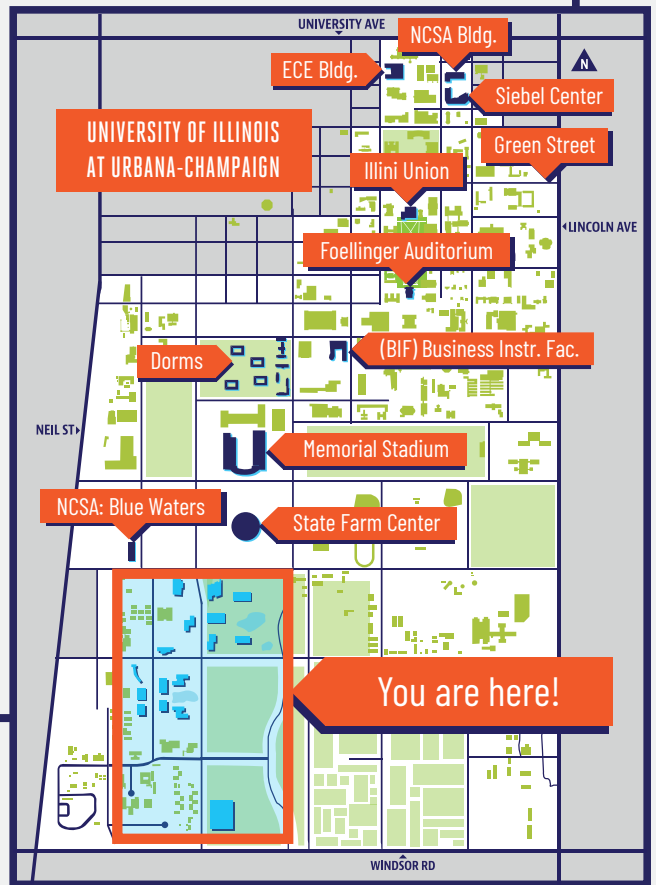 UNIVERSITY AVE
NCSA Bldg.
ECE Bldg.
N
Siebel Center
UNIVERSITY OF ILLINOIS
AT URBANA-CHAMPAIGN
Green Street
Illini Union
LINCOLN AVE
Foellinger Auditorium
(BIF) Business Instr. Fac.
Dorms
NEIL ST
Memorial Stadium
NCSA: Blue Waters
State Farm Center
You are here!
WINDSOR RD